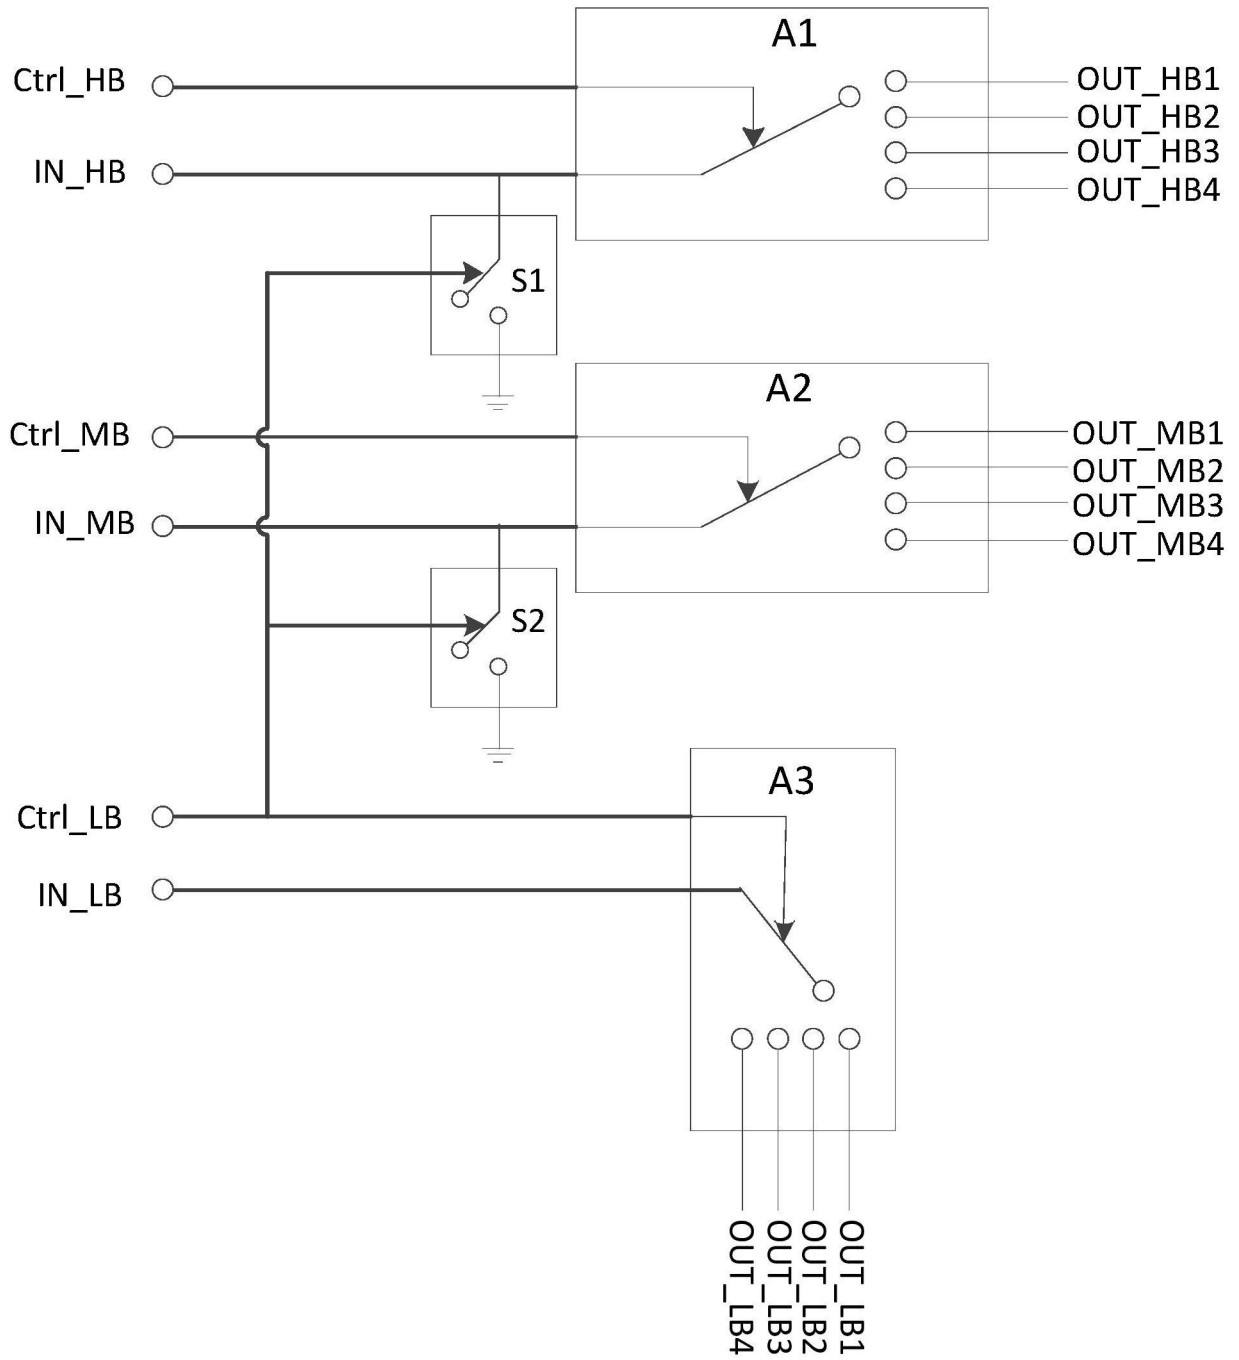 A1
Ctrl_HB
OUT_HB1
OUT_HB2
OUT_HB3
IN_HB
OUT_HB4
S1
A2
Ctrl_MB
OUT_MB1
OUT_MB2
OUT_MB3
IN_MB
OUT_MB4
S2
A3
Ctrl_LB
IN_LB
OUT_LB4
OUT_LB3
OUT_LB2
OUT_LB1